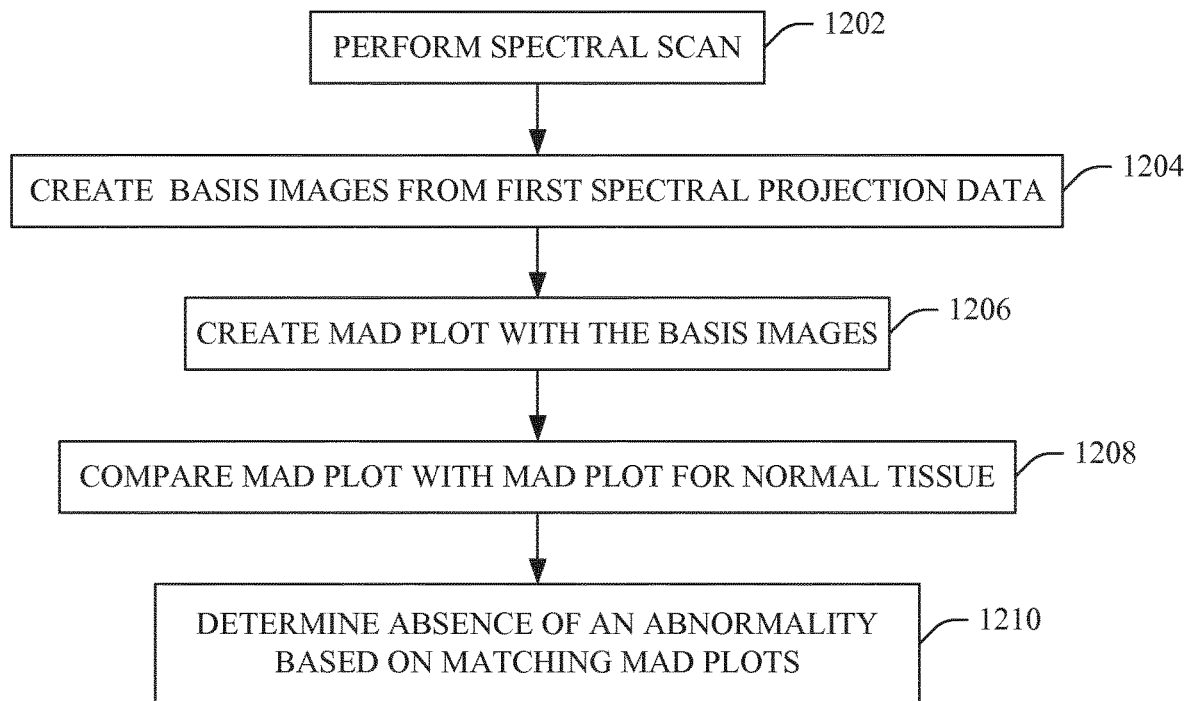 PERFORM SPECTRAL SCAN
1202
CREATE BASIS IMAGES FROM FIRST SPECTRAL PROJECTION DATA
1204
CREATE MAD PLOT WITH THE BASIS IMAGES
1206
COMPARE MAD PLOT WITH MAD PLOT FOR NORMAL TISSUE
1208
DETERMINE ABSENCE OF AN ABNORMALITY
BASED ON MATCHING MAD PLOTS
1210